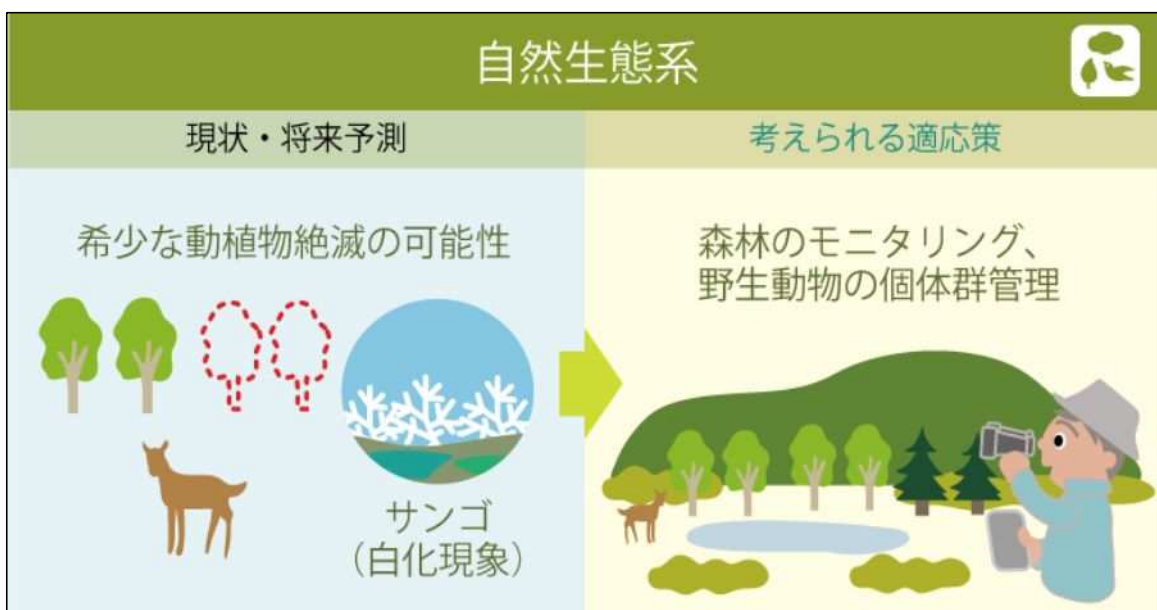 自然生態系
現状・将来予測
考えられる適応策
希少な動植物絶滅の可能性
サンゴ
（白化現象）
森林のモニタリング、
野生動物の個体群管理